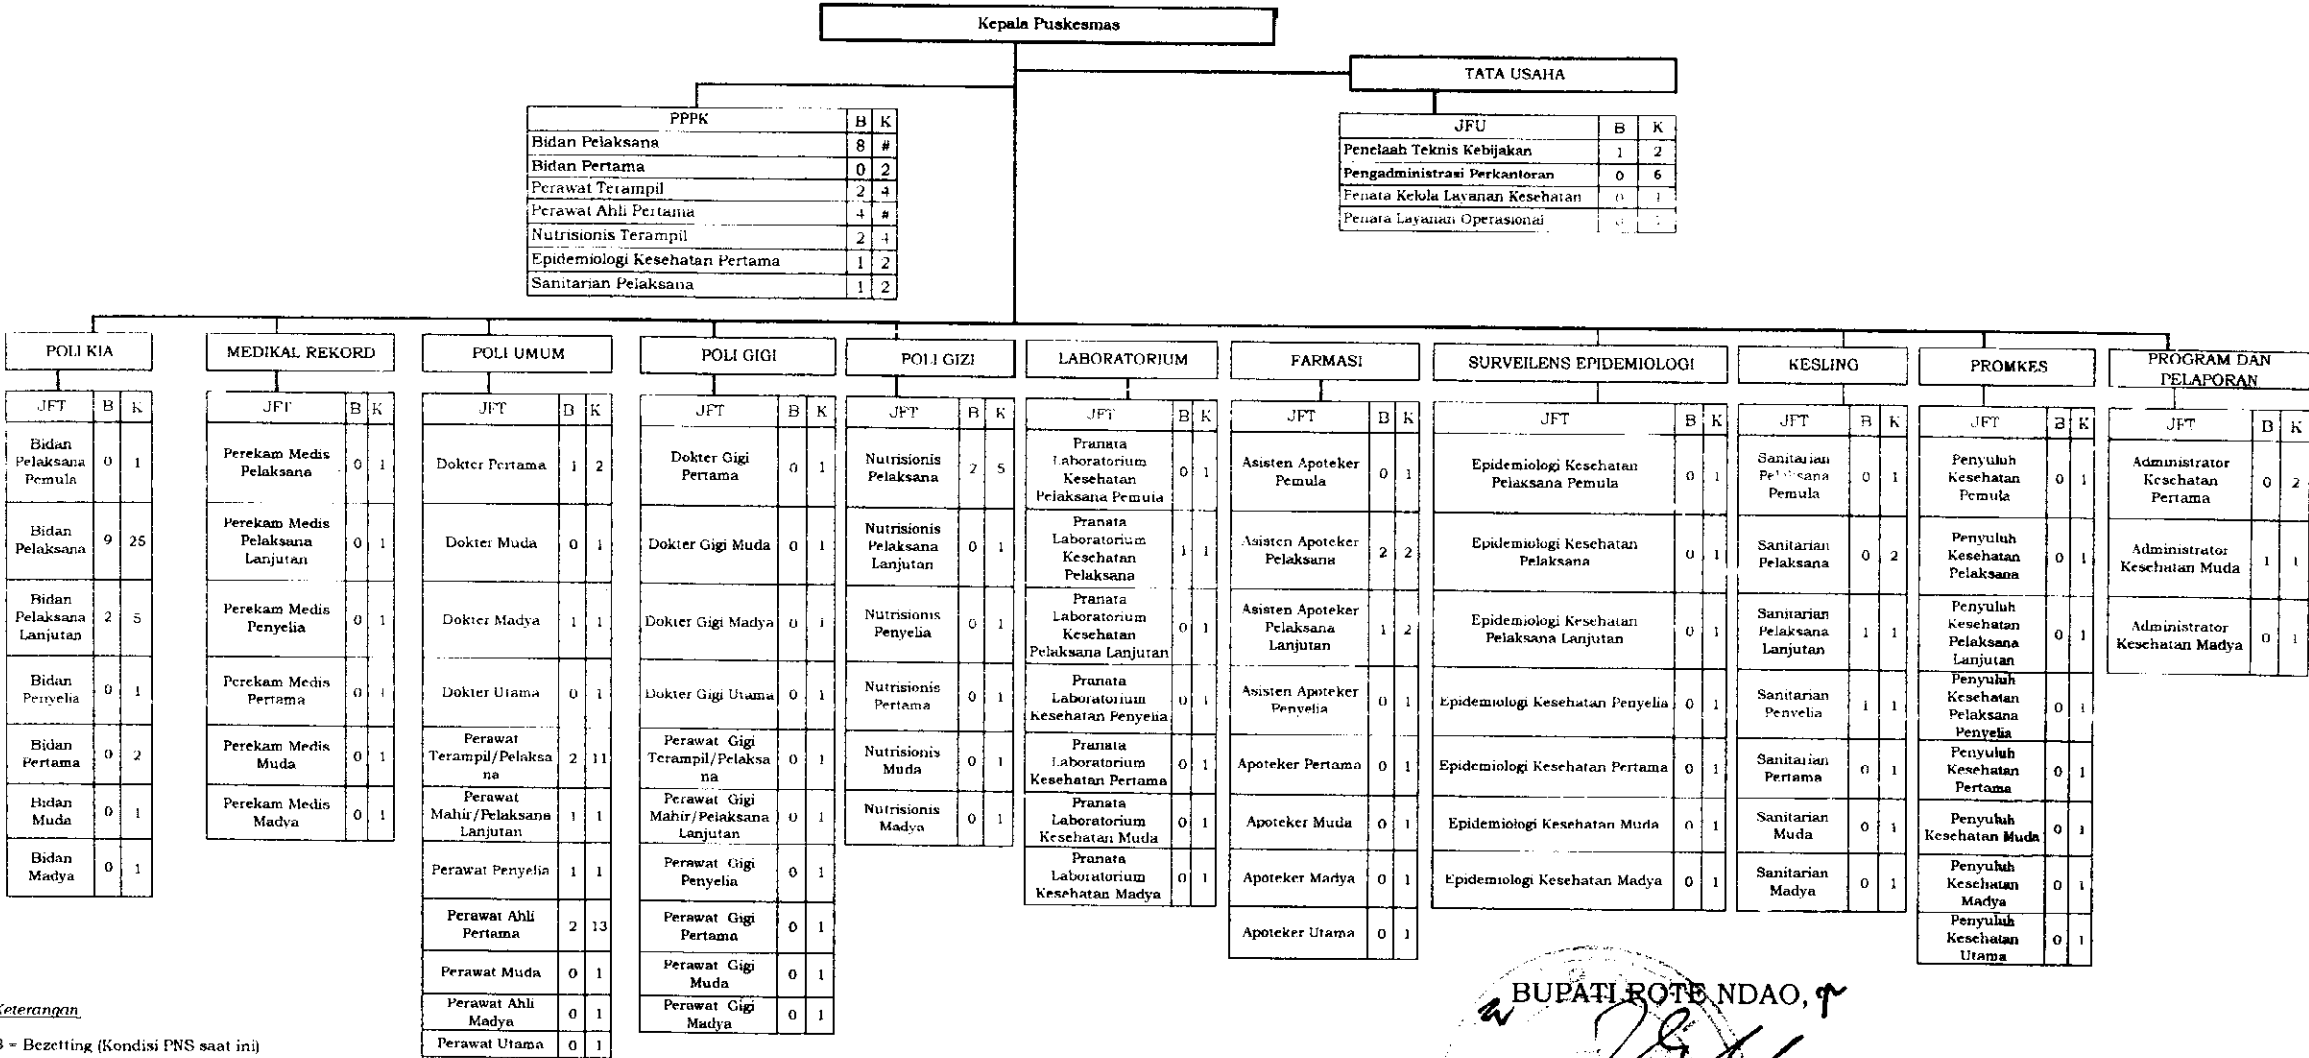 Kepala Puskesmas
TATA USAHA
PPPK B K
Bidan Pelaksana 8 #
Bidan Pertama 0 2
Perawat Terampil 2 4
Perawat Ahli Pertama 4 #
Nutrisionis Terampil 2 4
Epidemiologi Kesehatan Pertama 1 2
Sanitarian Pelaksana 1 2
JFU B K
Penelaah Teknis Kebijakan 1 2
Pengadministrasi Perkantoran 0 6
Penata Kelola Layanan Kesehatan 0 1
Penata Layanan Operasional
POLI KIA
JFT B K
Bidan
Pelaksana 0 1
Pemula
Bidan
Pelaksana 9 25
Bidan
Pelaksana 2 5
Lanjutan
Bidan
Penyelia 0 1
Bidan
Pertama 0 2
Bidan
Muda 0 1
Bidan
Madya 0 1
MEDIKAL REKORD
JFT B K
Perekam Medis
Pelaksana 0 1
Perekam Medis
Pelaksana 0 1
Lanjutan
Perekam Medis
Penyelia 0 1
Perekam Medis
Pertama 0 1
Perekam Medis
Muda 0 1
Perekam Medis
Madya 0 1
POLI UMUM
JFT B K
Dokter Pertama 1 2
Dokter Muda 0 1
Dokter Madya 1 1
Dokter Utama 0 1
Perawat
Terampil/Pelaksa 2 11
na
Perawat
Mahir/Pelaksana 1 1
Lanjutan
Perawat Penyelia 1 1
Perawat Ahli
Pertama 2 13
Perawat Muda 0 1
Perawat Ahli
Madya 0 1
Perawat Utama 0 1
POLI GIGI
JFT B K
Dokter Gigi
Pertama 0 1
Dokter Gigi Muda 0 1
Dokter Gigi Madya 0 1
Dokter Gigi Utama 0 1
Perawat Gigi
Terampil/Pelaksa 0 1
na
Perawat Gigi
Mahir/Pelaksana 0 1
Lanjutan
Perawat Gigi
Penyelia 0 1
Perawat Gigi
Pertama 0 1
Perawat Gigi
Muda 0 1
Perawat Gigi
Madya 0 1
POLI GIZI
JFT B K
Nutrisionis
Pelaksana 2 5
Nutrisionis
Pelaksana 0 1
Lanjutan
Nutrisionis
Penyelia 0 1
Nutrisionis
Pertama 0 1
Nutrisionis
Muda 0 1
Nutrisionis
Madya 0 1
LABORATORIUM
JFT B K
Pranata
Laboratorium 0 1
Kesehatan
Pelaksana Pemula
Pranata
Laboratorium 1 1
Kesehatan
Pelaksana
Pranata
Laboratorium 0 1
Kesehatan
Pelaksana Lanjutan
Pranata
Laboratorium 0 1
Kesehatan Penyelia
Pranata
Laboratorium 0 1
Kesehatan Pertama
Pranata
Laboratorium 0 1
Kesehatan Muda
Pranata
Laboratorium 0 1
Kesehatan Madya
FARMASI
JFT B K
Asisten Apoteker
Pemula 0 1
Asisten Apoteker
Pelaksana 2 2
Asisten Apoteker
Pelaksana 1 2
Lanjutan
Asisten Apoteker
Penyelia 0 1
Apoteker Pertama 0 1
Apoteker Muda 0 1
Apoteker Madya 0 1
Apoteker Utama 0 1
SURVEILENS EPIDEMIOLOGI
JFT B K
Epidemiologi Kesehatan
Pelaksana Pemula 0 1
Epidemiologi Kesehatan
Pelaksana 0 1
Epidemiologi Kesehatan
Pelaksana Lanjutan 0 1
Epidemiologi Kesehatan Penyelia 0 1
Epidemiologi Kesehatan Pertama 0 1
Epidemiologi Kesehatan Muda 0 1
Epidemiologi Kesehatan Madya 0 1
KESLING
JFT B K
Sanitarian
Pelaksana 0 1
Pemula
Sanitarian
Pelaksana 0 2
Sanitarian
Pelaksana 1 1
Lanjutan
Sanitarian
Penyelia 1 1
Sanitarian
Pertama 0 1
Sanitarian
Muda 0 1
Sanitarian
Madya 0 1
PROMKES
JFT B K
Penyuluh
Kesehatan 0 1
Pemula
Penyuluh
Kesehatan 0 1
Pelaksana
Penyuluh
Kesehatan
Pelaksana 0 1
Lanjutan
Penyuluh
Kesehatan
Pelaksana 0 1
Penyelia
Penyuluh
Kesehatan 0 1
Pertama
Penyuluh
Kesehatan Muda 0 1
Penyuluh
Kesehatan 0 1
Madya
Penyuluh
Kesehatan 0 1
Utama
PROGRAM DAN
PELAPORAN
JFT B K
Administrator
Kesehatan 0 2
Pertama
Administrator
Kesehatan Muda 1 1
Administrator
Kesehatan Madya 0 1
Keterangan
B = Bezetting (Kondisi PNS saat ini)
BUPATI ROTE NDAO,